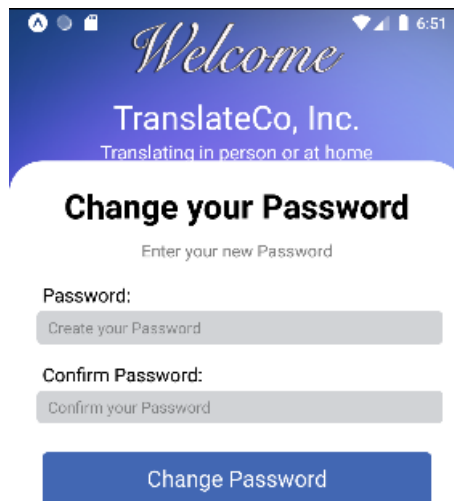 6:51
Welcome
TranslateCo, Inc.
Translating in person or at home
Change your Password
Enter your new Password
Password:
Create your Password
Confirm Password:
Confirm your Password
Change Password